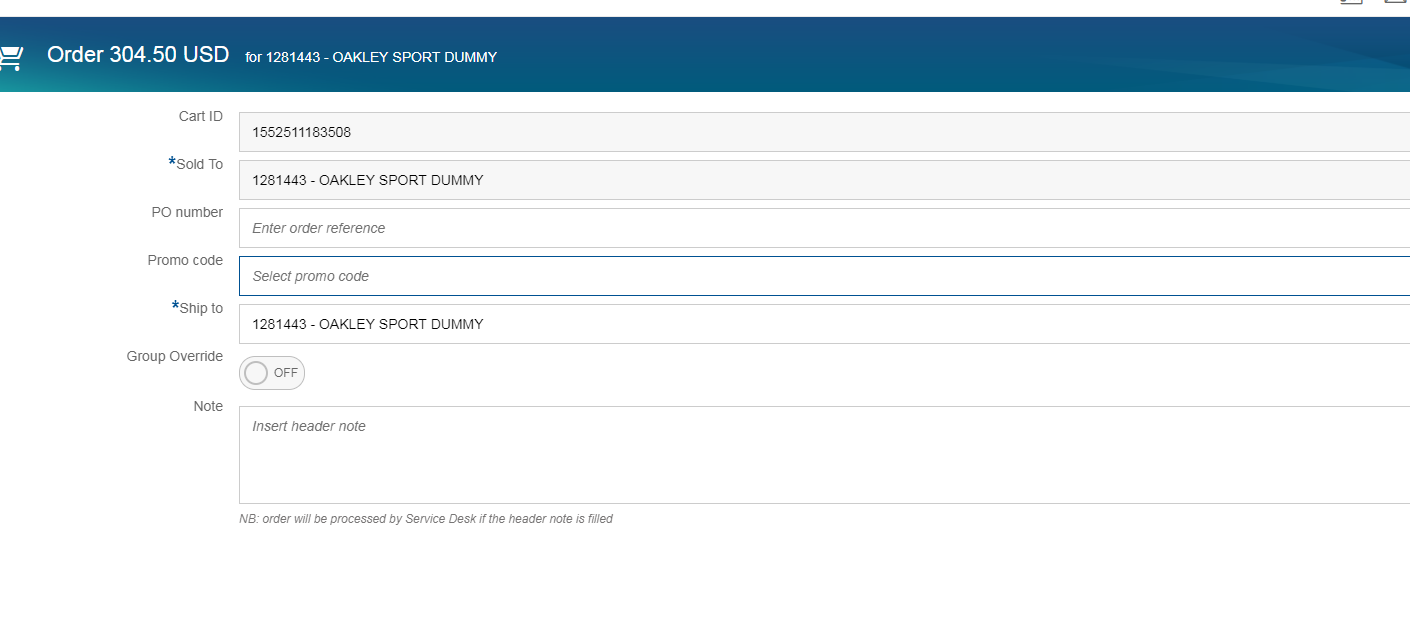 Order 304.50 USD for 1281443 - OAKLEY SPORT DUMMY
Cart ID
1552511183508
*Sold To
1281443 - OAKLEY SPORT DUMMY
PO number
Enter order reference
Promo code
Select promo code
*Ship to
1281443 - OAKLEY SPORT DUMMY
Group Override
OFF
Note
Insert header note
NB: order will be processed by Service Desk if the header note is filled